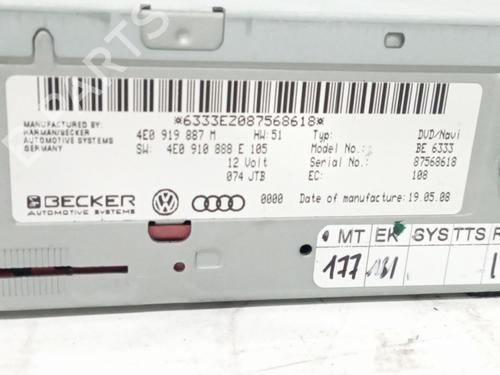 *6333EZ087568618*
MANUFACTURED BY:
HARMAN/BECKER
AUTOMOTIVE SYSTEMS
GERMANY
4E0 919 887 M HW: 51 Typ: DVD/Navi
SW: 4E0 910 888 E 105 Model No.: BE 6333
12 Volt Serial No.: 87568618
074 JTB EC: 108
BECKER
AUTOMOTIVE SYSTEMS
0000 Date of manufacture: 19.05.08
MT EK GYS TTS R
177
PARTS